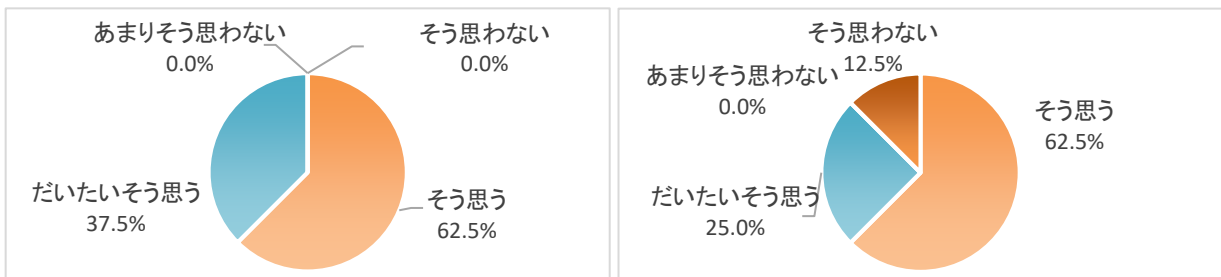 あまりそう思わない
0.0%
そう思わない
0.0%
だいたいそう思う
37.5%
そう思う
62.5%
そう思わない
12.5%
あまりそう思わない
0.0%
そう思う
62.5%
だいたいそう思う
25.0%